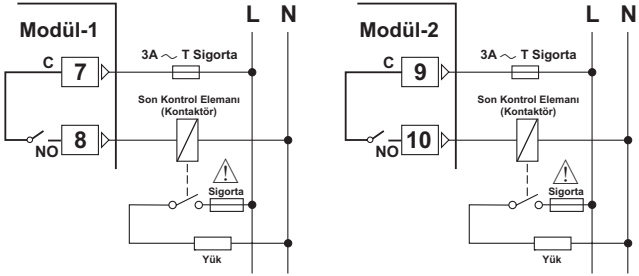 Modül-1
L N
C 7
3A ~ T Sigorta
Son Kontrol Elemanı
(Kontaktör)
NO 8
Sigorta
Yük
Modül-2
L N
C 9
3A ~ T Sigorta
Son Kontrol Elemanı
(Kontaktör)
NO 10
Sigorta
Yük